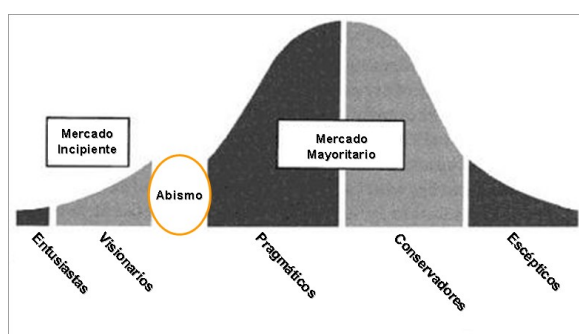 Mercado
Incipiente
Mercado
Mayoritario
Abismo
Entusiastas
Visionarios
Pragmáticos
Conservadores
Escépticos